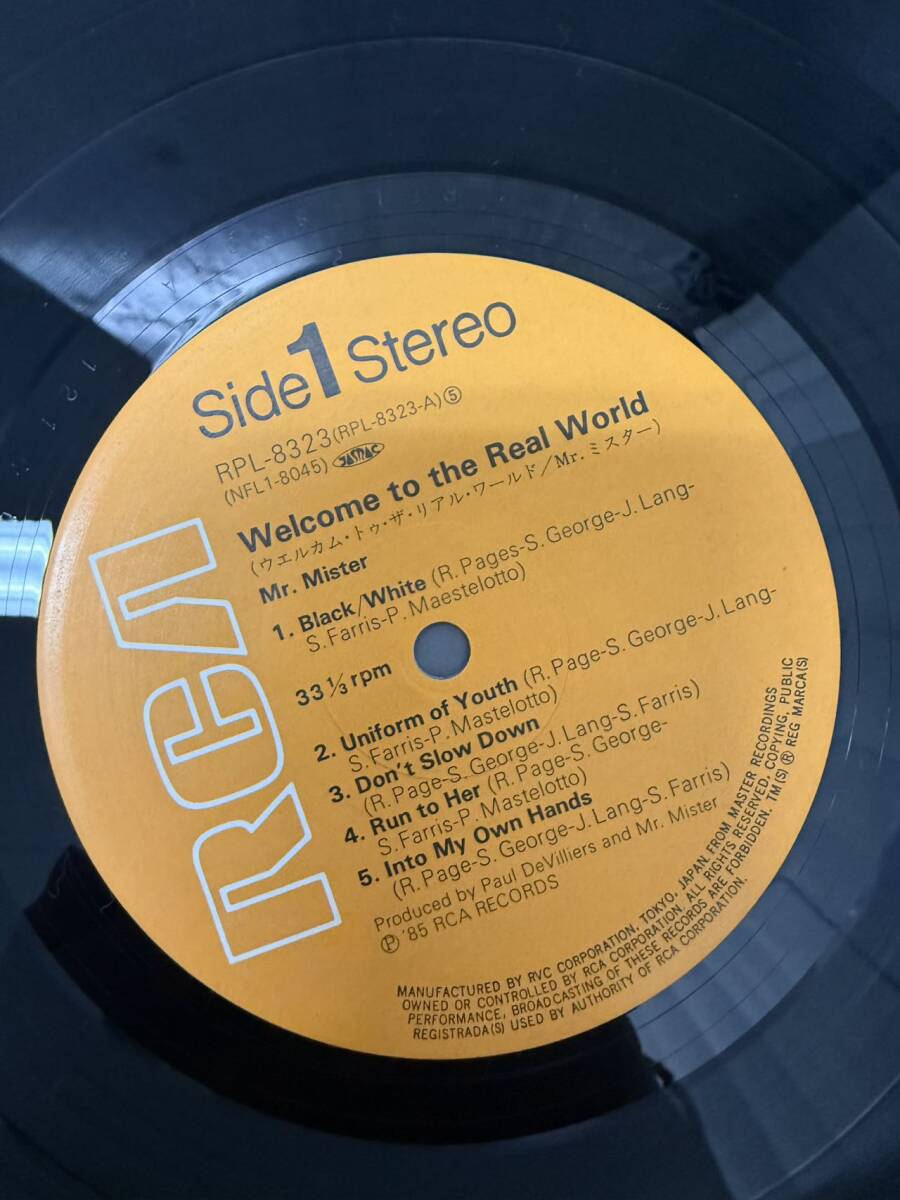 Side 1 Stereo
RPL-8323(RPL-8323-A)⑤
(NFL1-8045) JASRAC
Welcome to the Real World
(ウエルカム・トゥ・ザ・リアル・ワールド/Mr.ミスター)
Mr. Mister
1. Black/White (R. Pages-S. George-J. Lang-
S. Farris-P. Maestelotto)
33 1/3 rpm
2. Uniform of Youth (R. Page-S. George-J. Lang-
S. Farris-P. Mastelotto)
3. Don't Slow Down
(R. Page-S. George-J. Lang-S. Farris)
4. Run to Her (R. Page-S. George-
S. Farris-P. Mastelotto)
5. Into My Own Hands
(R. Page-S. George-J. Lang-S. Farris)
Produced by Paul DeVilliers and Mr. Mister
Ⓟ '85 RCA RECORDS
RCA
MANUFACTURED BY RVC CORPORATION, TOKYO, JAPAN. FROM MASTER RECORDINGS
OWNED OR CONTROLLED BY RCA CORPORATION. ALL RIGHTS RESERVED, COPYING, PUBLIC
PERFORMANCE, BROADCASTING OF THESE RECORDS ARE FORBIDDEN. TM(S) ® REG MARCA(S)
REGISTRADA(S) USED BY AUTHORITY OF RCA CORPORATION.